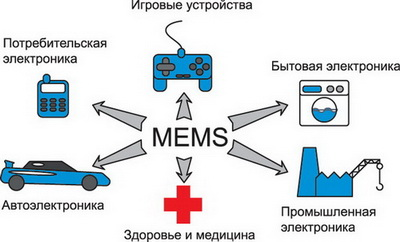 Игровые устройства
Потребительская
электроника
Бытовая электроника
MEMS
Автоэлектроника
Здоровье и медицина
Промышленная
электроника